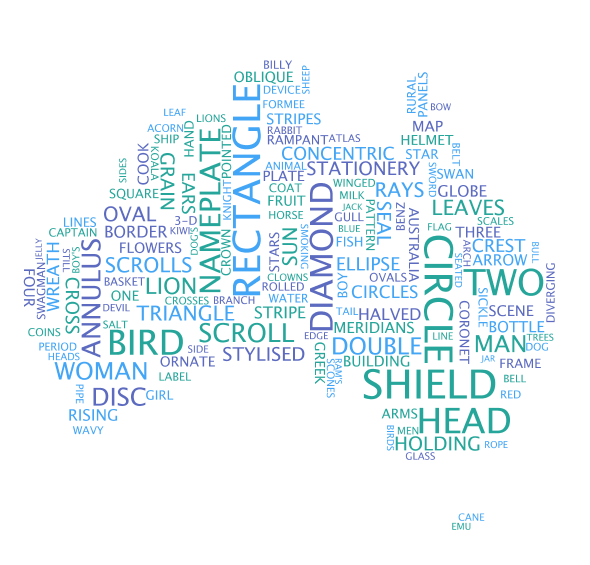 BILLY
OBLIQUE
SHEEP
DEVICE
RURAL
PANELS
FORMEE
BOW
LEAF
LIONS
STRIPES
MAP
ACORN
HAND
RECTANGLE
RABBIT
SHIP
POINTED
RAMPANT
ATLAS
HELMET
BELT
COOK
KOALA
NAMEPLATE
CONCENTRIC
STAR
SIDES
GRAIN
ANIMAL
STATIONERY
SWORD
SWAN
EARS
PLATE
KNIGHT
COAT
WINGED
RAYS
GLOBE
SQUARE
FRUIT
MILK
PATTERN
SEAL
BENZ
LEAVES
OVAL
3-D
HORSE
JACK
AUSTRALIA
LINES
GULL
SCALES
CAPTAIN
BORDER
KIWI
DOGS
CROWN
STARS
SUN
SMOKING
DIAMOND
BLUE
FLAG
THREE
JELLY
WREATH
BOY'S
STILL
ANNULUS
FLOWERS
FISH
CIRCLE
ARCH
CREST
BULL
SCROLLS
ELLIPSE
SEATED
ARROW
FOUR
SWAGMAN
CROSS
BASKET
LION
CLOWNS
ROLLED
BOY
OVALS
TWO
DIVERGING
ONE
CROSSES
BRANCH
WATER
CIRCLES
SICKLE
DEVIL
TRIANGLE
STRIPE
TAIL
HALVED
CORONET
SCENE
COINS
SALT
SCROLL
MERIDIANS
BOTTLE
BIRD
EDGE
LINE
TREES
PERIOD
SIDE
GREEK
DOUBLE
MAN
DOG
HEADS
ORNATE
STYLISED
SAM'S
SCONES
BUILDING
JAR
FRAME
WOMAN
LABEL
SHIELD
BELL
PIPE
DISC
GIRL
RED
RISING
ARMS
HEAD
WAVY
BIRDS
MEN
HOLDING
ROPE
GLASS
CANE
EMU